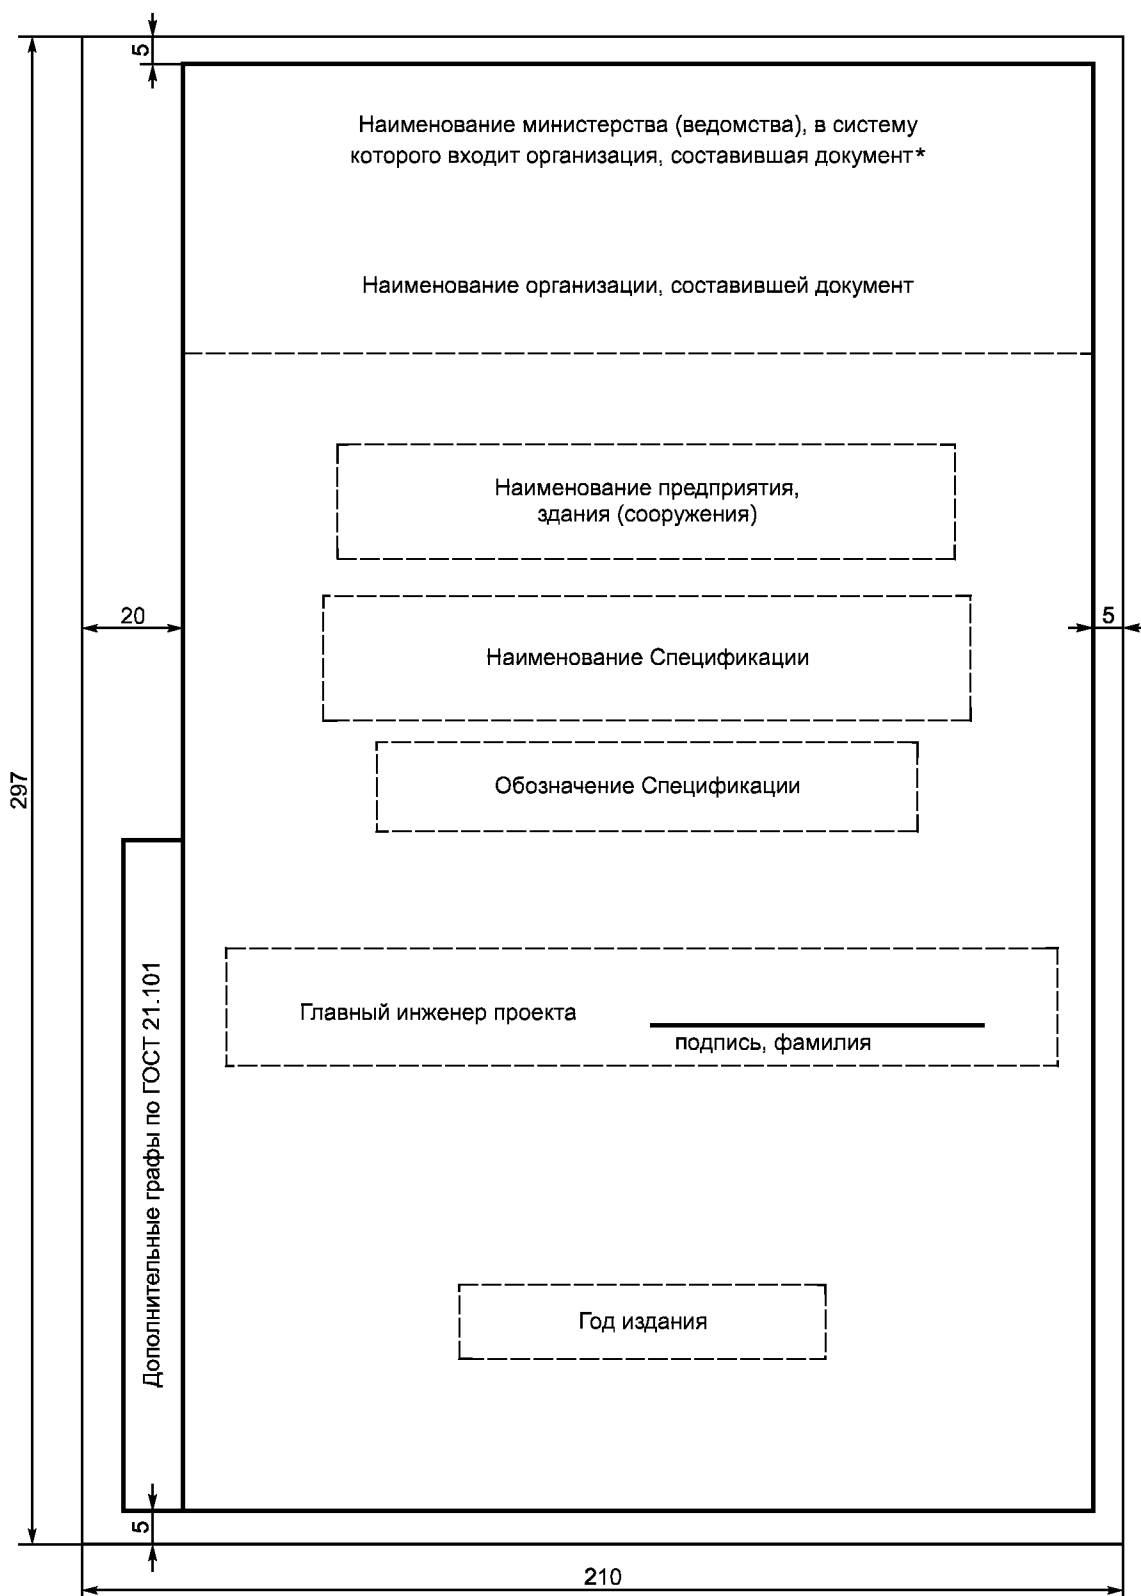 5
Наименование министерства (ведомства), в систему
которого входит организация, составившая документ*
Наименование организации, составившей документ
Наименование предприятия,
здания (сооружения)
20
5
Наименование Спецификации
297
Обозначение Спецификации
Главный инженер проекта
подпись, фамилия
Дополнительные графы по ГОСТ 21.101
Год издания
5
210